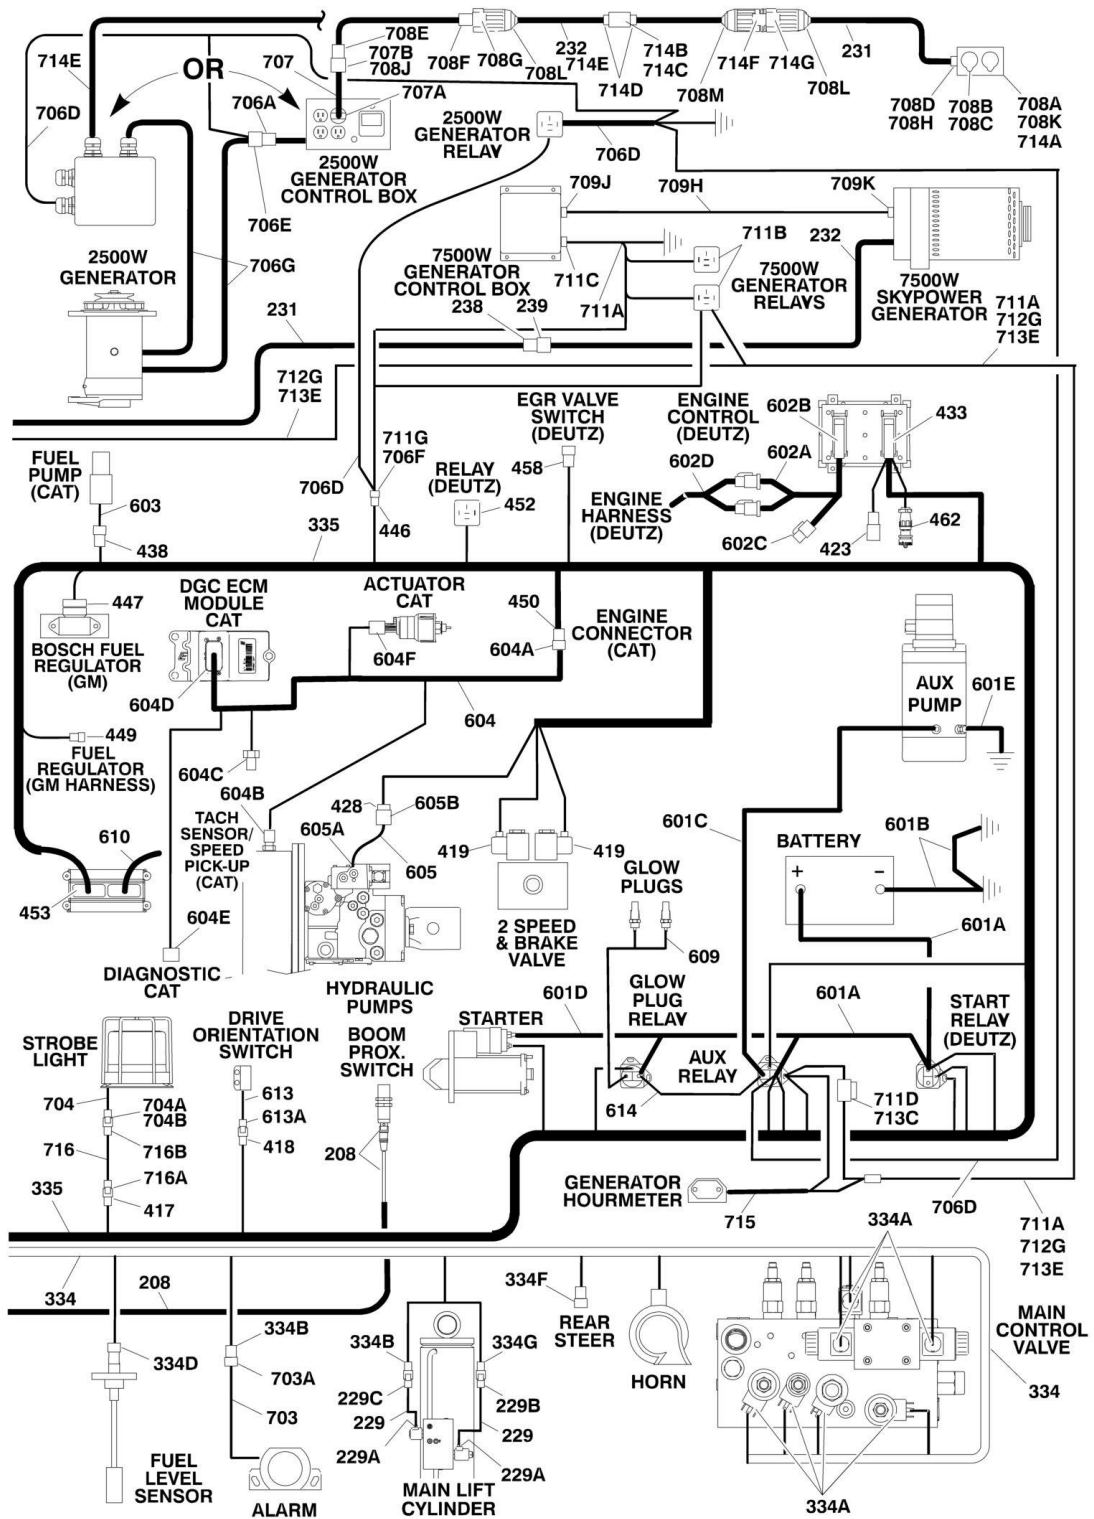 708E
707B
708J
714E
707
OR
706D
706A
707A
708F
708G
708L
232
714E
714B
714C
714D
714F
714G
708M
708L
231
708D
708H
708B
708C
708A
708K
714A
2500W
GENERATOR
RELAY
706D
2500W
GENERATOR
CONTROL BOX
706E
709J
709H
709K
2500W
GENERATOR
706G
711B
232
7500W
GENERATOR
CONTROL BOX
711C
711A
7500W
GENERATOR
RELAYS
7500W
SKYPOWER
GENERATOR
711A
712G
713E
231
238
239
712G
713E
EGR VALVE
SWITCH
(DEUTZ)
ENGINE
CONTROL
(DEUTZ)
602B
433
FUEL
PUMP
(CAT)
711G
706F
706D
RELAY
(DEUTZ)
458
602D
602A
603
335
446
452
ENGINE
HARNESS
(DEUTZ)
602C
423
462
438
447
DGC ECM
MODULE
CAT
ACTUATOR
CAT
450
ENGINE
CONNECTOR
(CAT)
BOSCH FUEL
REGULATOR
(GM)
604F
604A
604D
AUX
PUMP
601E
604
449
FUEL
REGULATOR
(GM HARNESS)
604C
604B
TACH
SENSOR/
SPEED
PICK-UP
(CAT)
428
605B
605A
605
601C
BATTERY
601B
+
-
610
419
419
GLOW
PLUGS
453
604E
2 SPEED
& BRAKE
VALVE
609
601A
DIAGNOSTIC
CAT
HYDRAULIC
PUMPS
601D
GLOW
PLUG
RELAY
601A
START
RELAY
(DEUTZ)
STROBE
LIGHT
DRIVE
ORIENTATION
SWITCH
BOOM
PROX.
SWITCH
STARTER
AUX
RELAY
704
704A
704B
613
613A
614
711D
713C
716
716B
418
208
716A
417
GENERATOR
HOURMETER
335
715
706D
334A
711A
712G
713E
334
208
334F
REAR
STEER
MAIN
CONTROL
VALVE
334D
334B
703A
334B
334G
HORN
334
229C
229B
703
229
229
229A
229A
FUEL
LEVEL
SENSOR
ALARM
MAIN LIFT
CYLINDER
334A